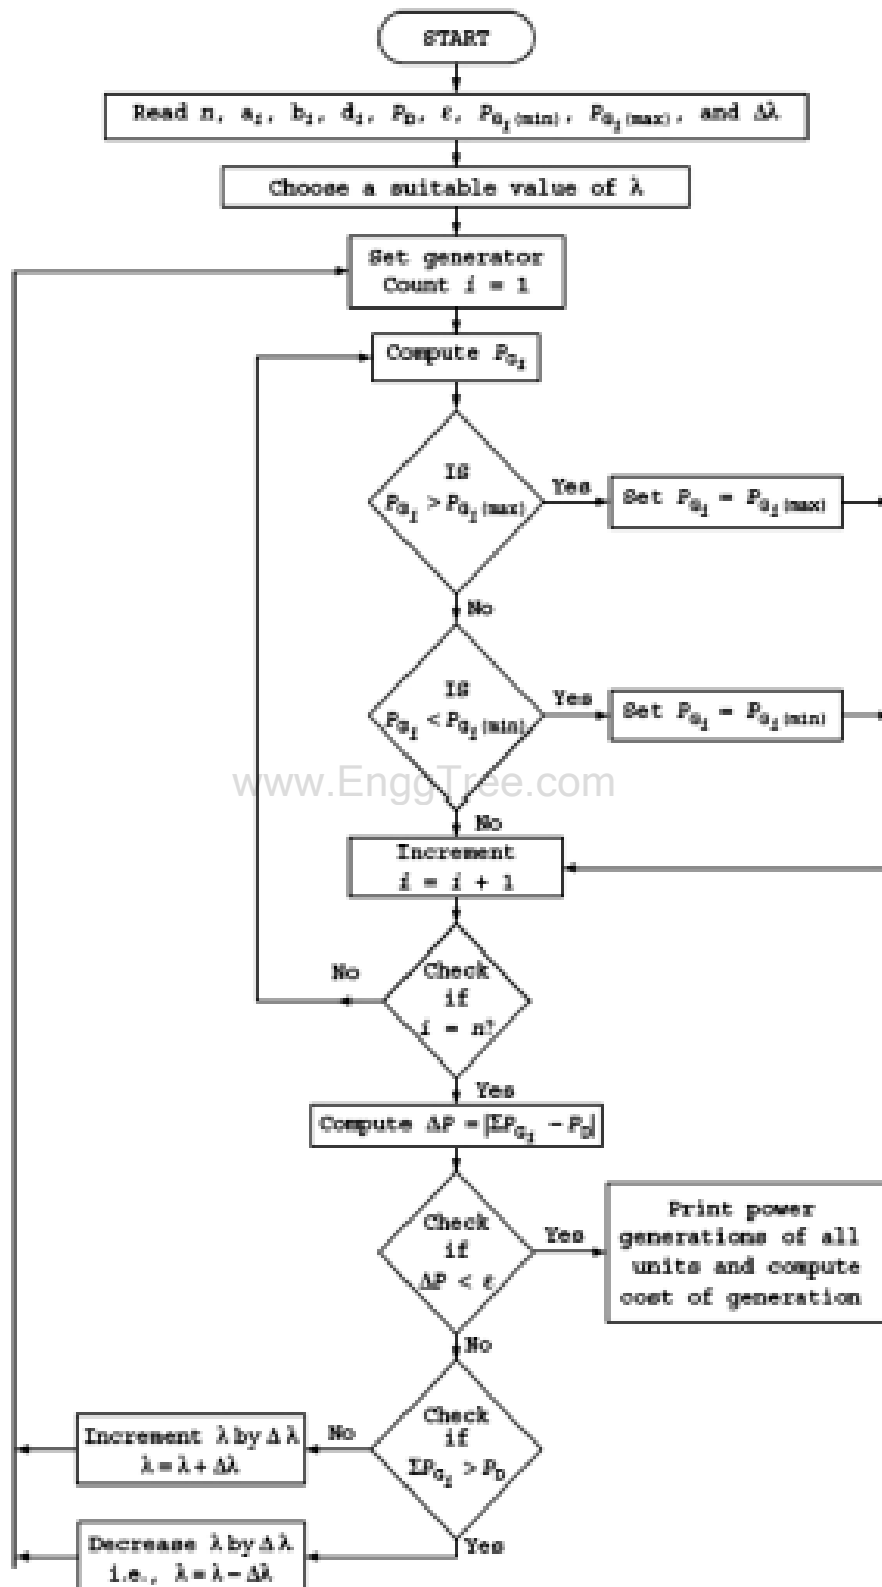 START
Read n, aᵢ, bᵢ, dᵢ, P_D, ε, P_Gᵢ(min), P_Gᵢ(max), and Δλ
Choose a suitable value of λ
Set generator
Count i = 1
Compute P_Gᵢ
IS
P_Gᵢ > P_Gᵢ(max)
Yes
Set P_Gᵢ = P_Gᵢ(max)
No
IS
P_Gᵢ < P_Gᵢ(min)
Yes
Set P_Gᵢ = P_Gᵢ(min)
www.EnggTree.com
No
Increment
i = i + 1
No
Check
if
i = n?
Yes
Compute ΔP = |ΣP_Gᵢ − P_D|
Check
if
ΔP < ε
Yes
Print power
generations of all
units and compute
cost of generation
No
Check
if
ΣP_Gᵢ > P_D
No
Increment λ by Δλ
λ = λ + Δλ
Yes
Decrease λ by Δλ
i.e., λ = λ − Δλ